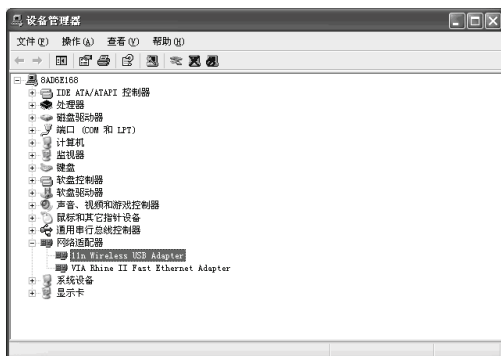 设备管理器
文件(F) 操作(A) 查看(V) 帮助(H)
8AD6E168
IDE ATA/ATAPI 控制器
处理器
磁盘驱动器
端口 (COM 和 LPT)
计算机
监视器
键盘
软盘控制器
软盘驱动器
声音、视频和游戏控制器
鼠标和其它指针设备
通用串行总线控制器
网络适配器
11n Wireless USB Adapter
VIA Rhine II Fast Ethernet Adapter
系统设备
显示卡